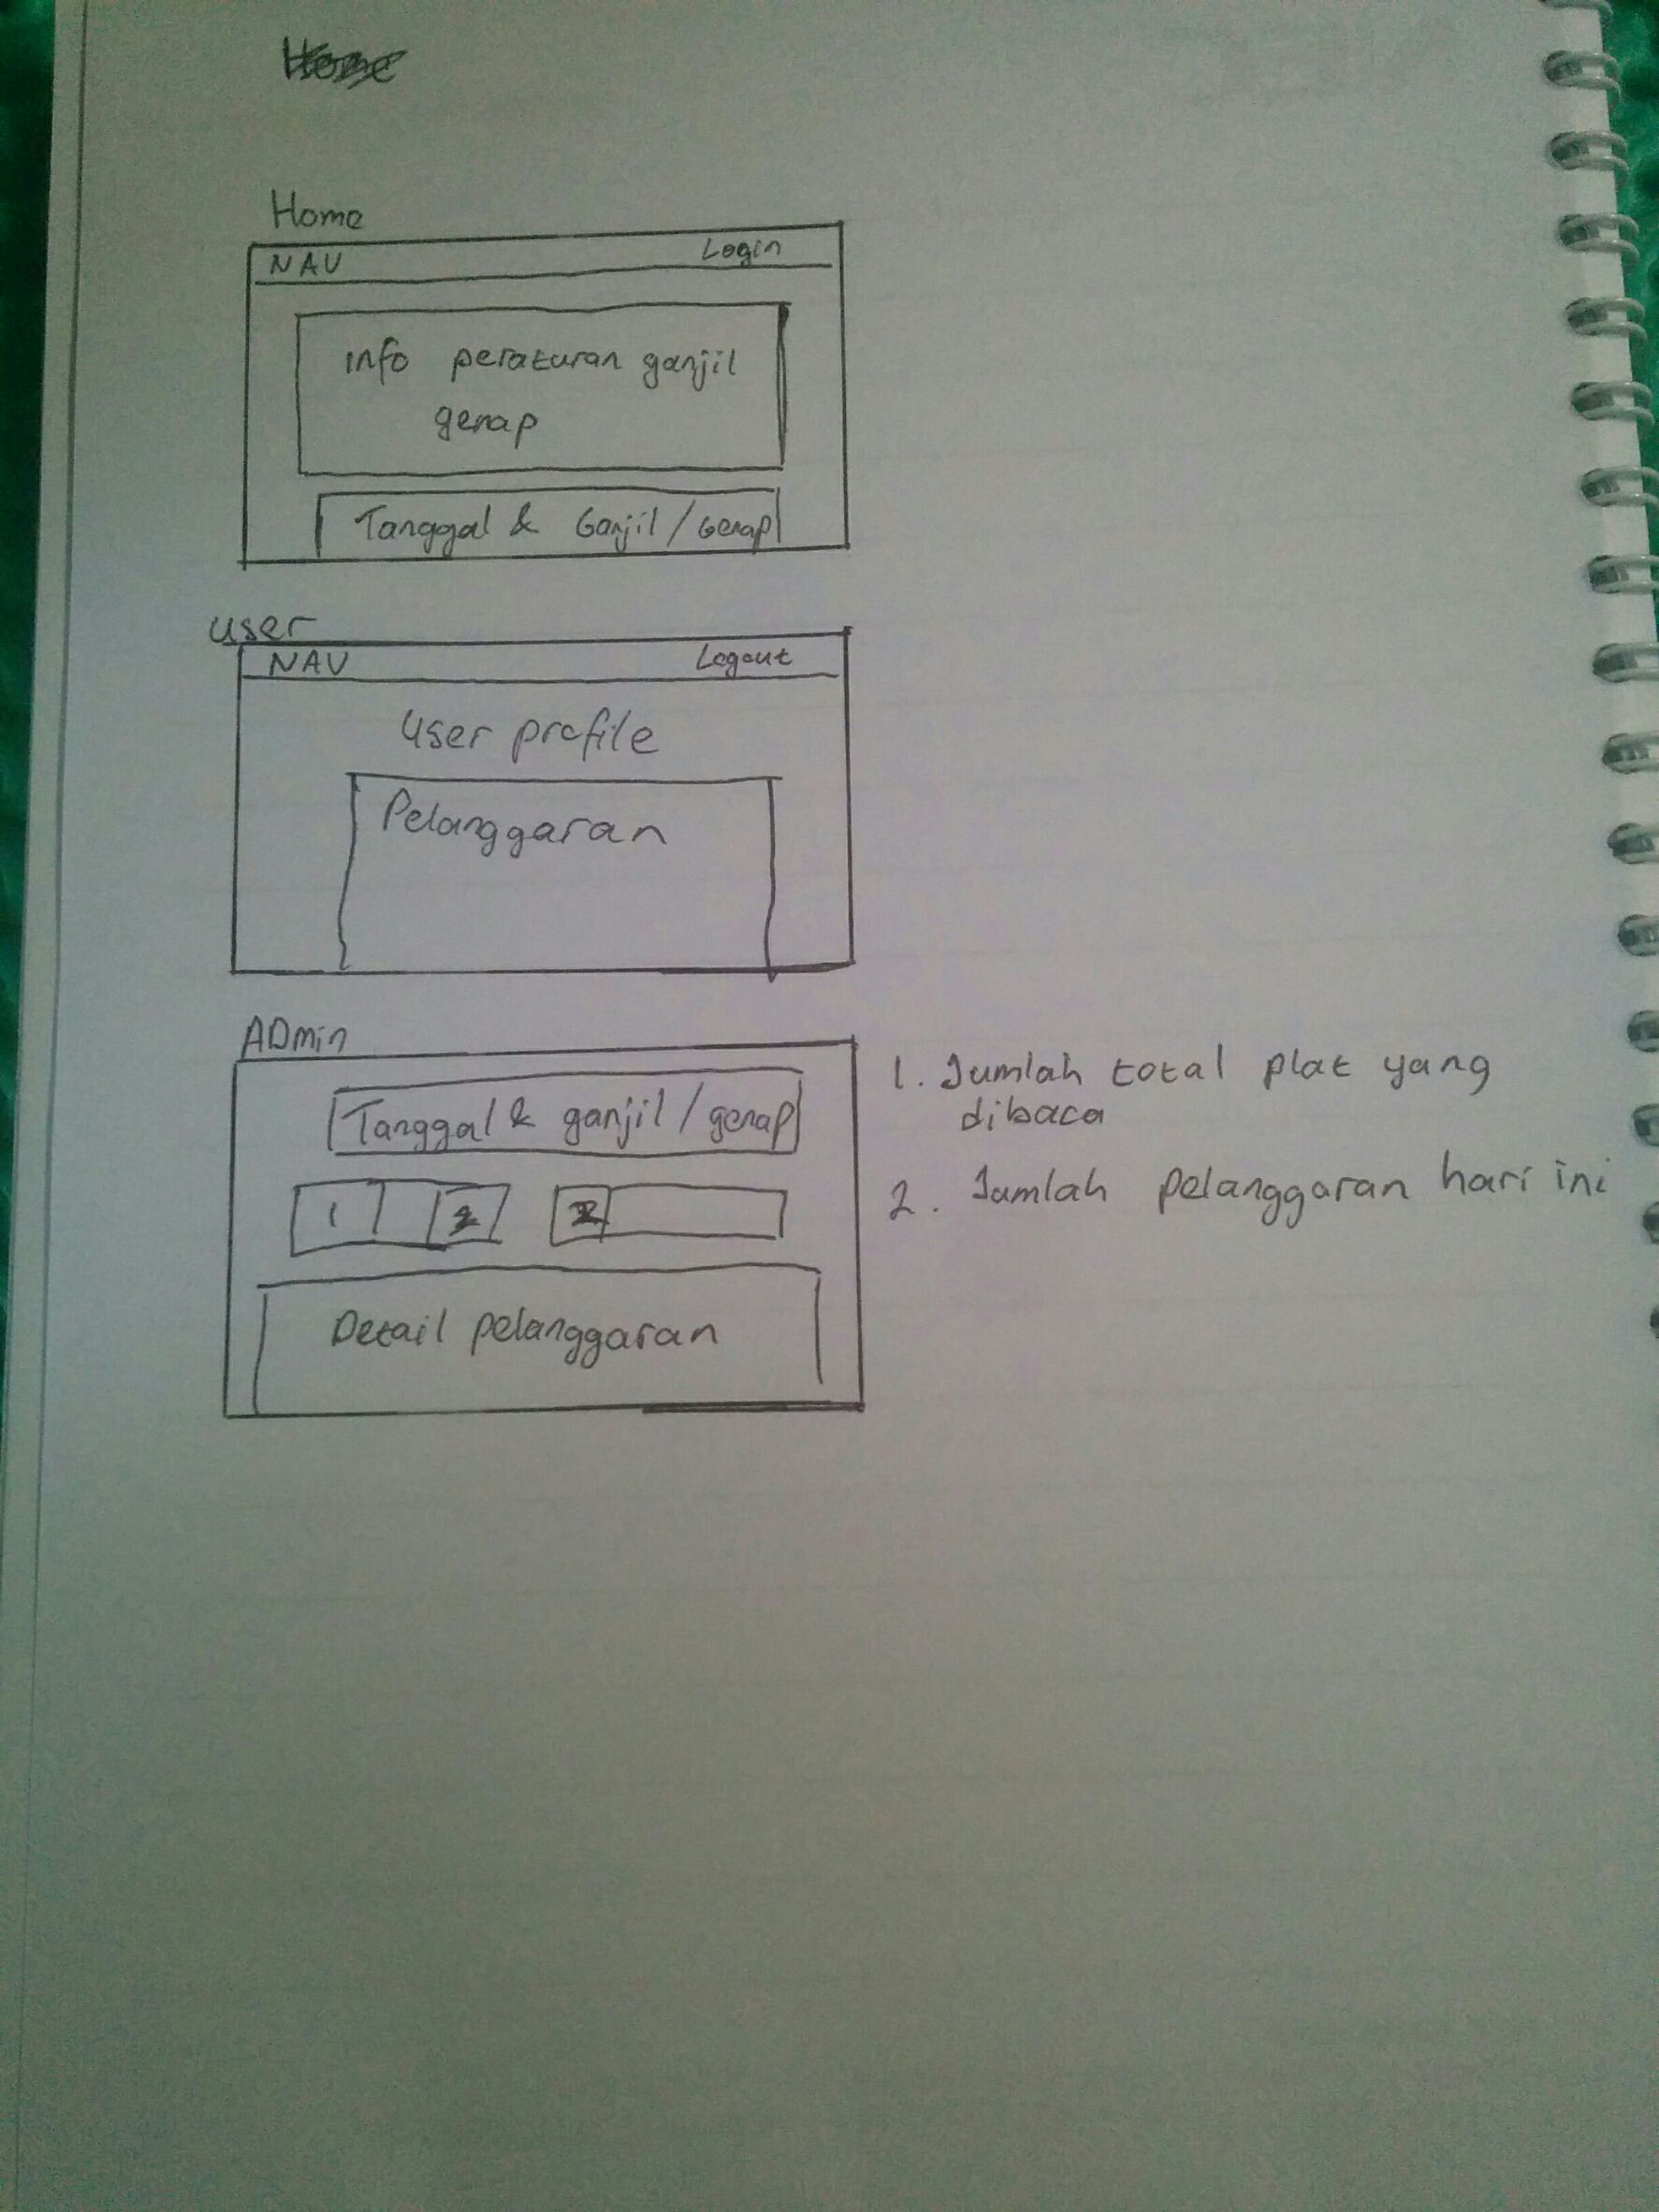 Home
Home
NAV Login
info peraturan ganjil
genap
Tanggal & Ganjil / Genap
user
NAV Logout
User profile
Pelanggaran
ADmin
Tanggal & ganjil / genap
1 2 2
Detail pelanggaran
1. Jumlah total plat yang
dibaca
2. Jumlah pelanggaran hari ini